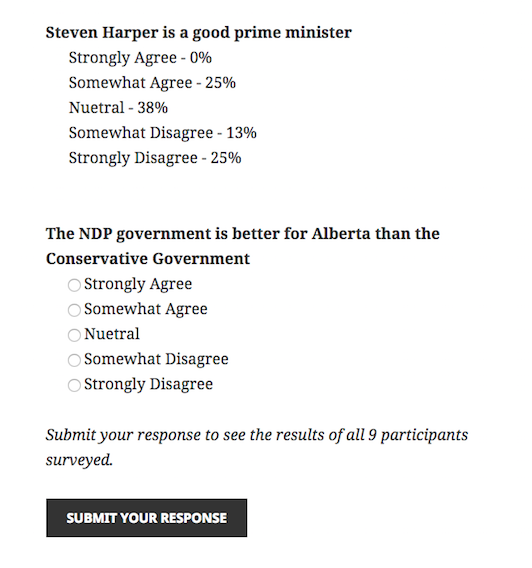 Steven Harper is a good prime minister
Strongly Agree - 0%
Somewhat Agree - 25%
Nuetral - 38%
Somewhat Disagree - 13%
Strongly Disagree - 25%
The NDP government is better for Alberta than the
Conservative Government
Strongly Agree
Somewhat Agree
Nuetral
Somewhat Disagree
Strongly Disagree
Submit your response to see the results of all 9 participants
surveyed.
SUBMIT YOUR RESPONSE